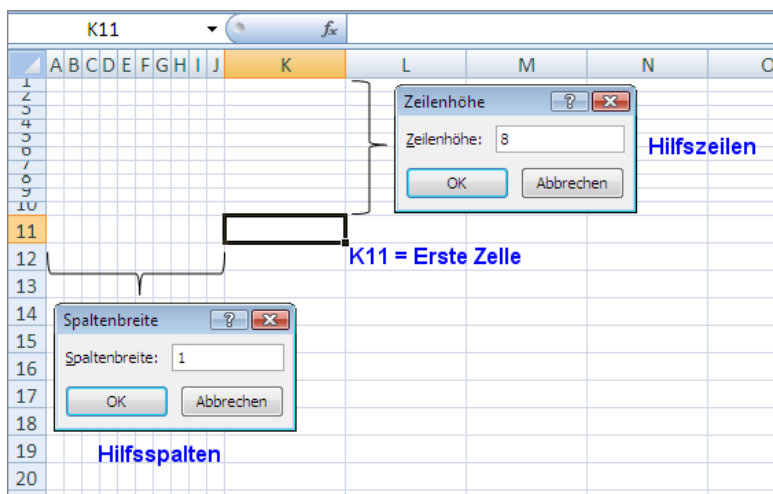 K11 fx
A B C D E F G H I J K L M N O
1
2
3
4
5
6
7
8
9
10
11
12
13
14
15
16
17
18
19
20
Zeilenhöhe
Zeilenhöhe: 8
OK Abbrechen
Hilfszeilen
K11 = Erste Zelle
Spaltenbreite
Spaltenbreite: 1
OK Abbrechen
Hilfsspalten